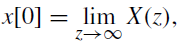 x[0] = lim X(z),
z→∞